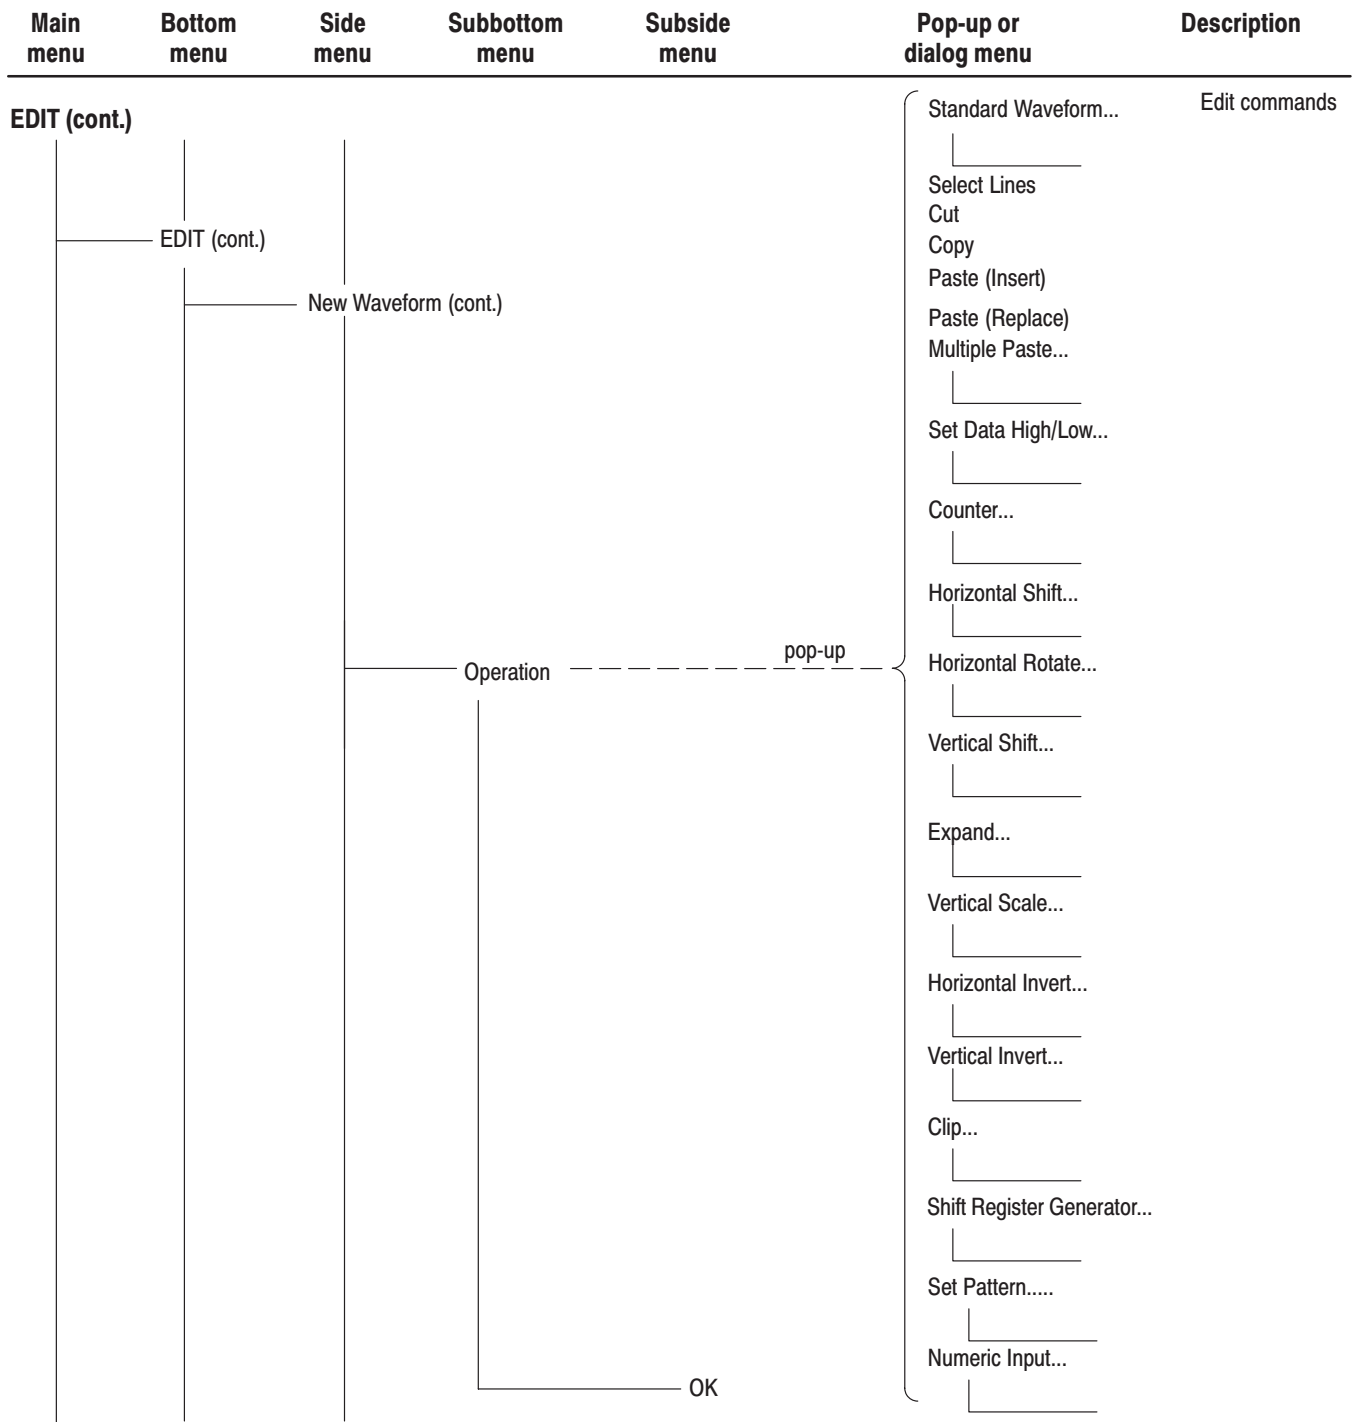 Main menu
Bottom menu
Side menu
Subbottom menu
Subside menu
Pop-up or dialog menu
Description
EDIT (cont.)
Standard Waveform...
Edit commands
Select Lines
Cut
EDIT (cont.)
Copy
Paste (Insert)
New Waveform (cont.)
Paste (Replace)
Multiple Paste...
Set Data High/Low...
Counter...
Horizontal Shift...
Operation
pop-up
Horizontal Rotate...
Vertical Shift...
Expand...
Vertical Scale...
Horizontal Invert...
Vertical Invert...
Clip...
Shift Register Generator...
Set Pattern.....
Numeric Input...
OK